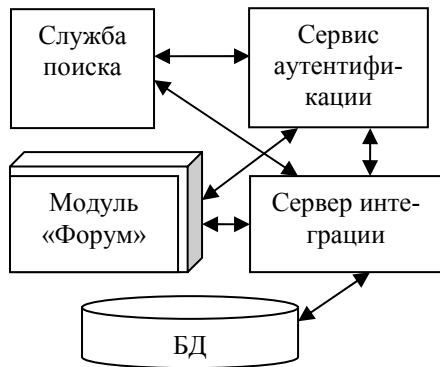 Служба
поиска
Сервис
аутентифи-
кации
Модуль
«Форум»
Сервер инте-
грации
БД